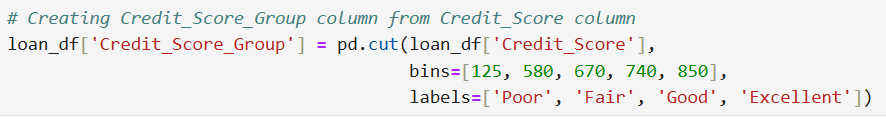 # Creating Credit_Score_Group column from Credit_Score column
loan_df['Credit_Score_Group'] = pd.cut(loan_df['Credit_Score'],
bins=[125, 580, 670, 740, 850],
labels=['Poor', 'Fair', 'Good', 'Excellent'])